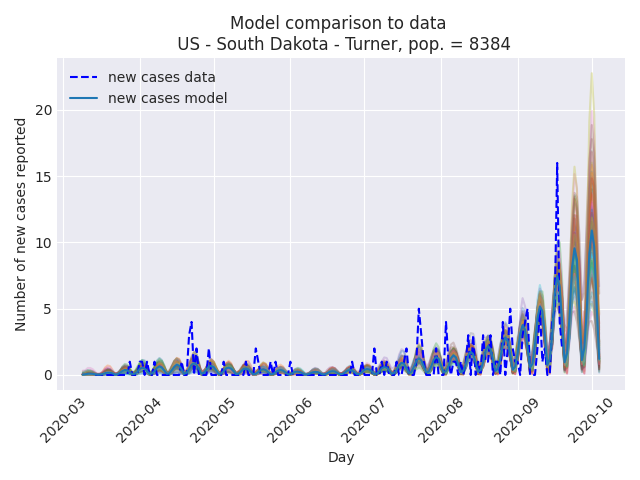 Model comparison to data
US - South Dakota - Turner, pop. = 8384
new cases data
new cases model
Number of new cases reported
20
15
10
5
0
2020-03
2020-04
2020-05
2020-06
2020-07
2020-08
2020-09
2020-10
Day